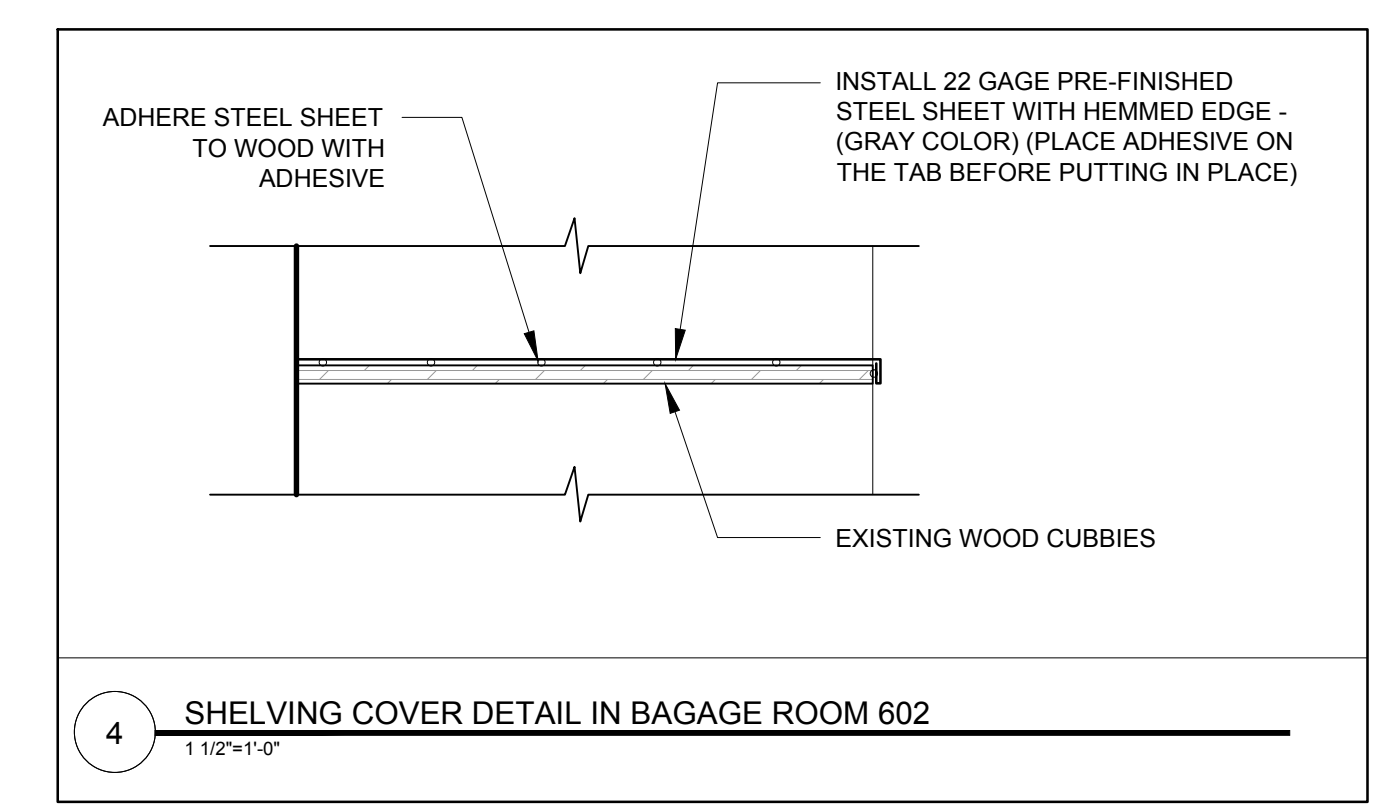 ADHERE STEEL SHEET
TO WOOD WITH
ADHESIVE
INSTALL 22 GAGE PRE-FINISHED
STEEL SHEET WITH HEMMED EDGE -
(GRAY COLOR) (PLACE ADHESIVE ON
THE TAB BEFORE PUTTING IN PLACE)
EXISTING WOOD CUBBIES
4
SHELVING COVER DETAIL IN BAGAGE ROOM 602
1 1/2"=1'-0"